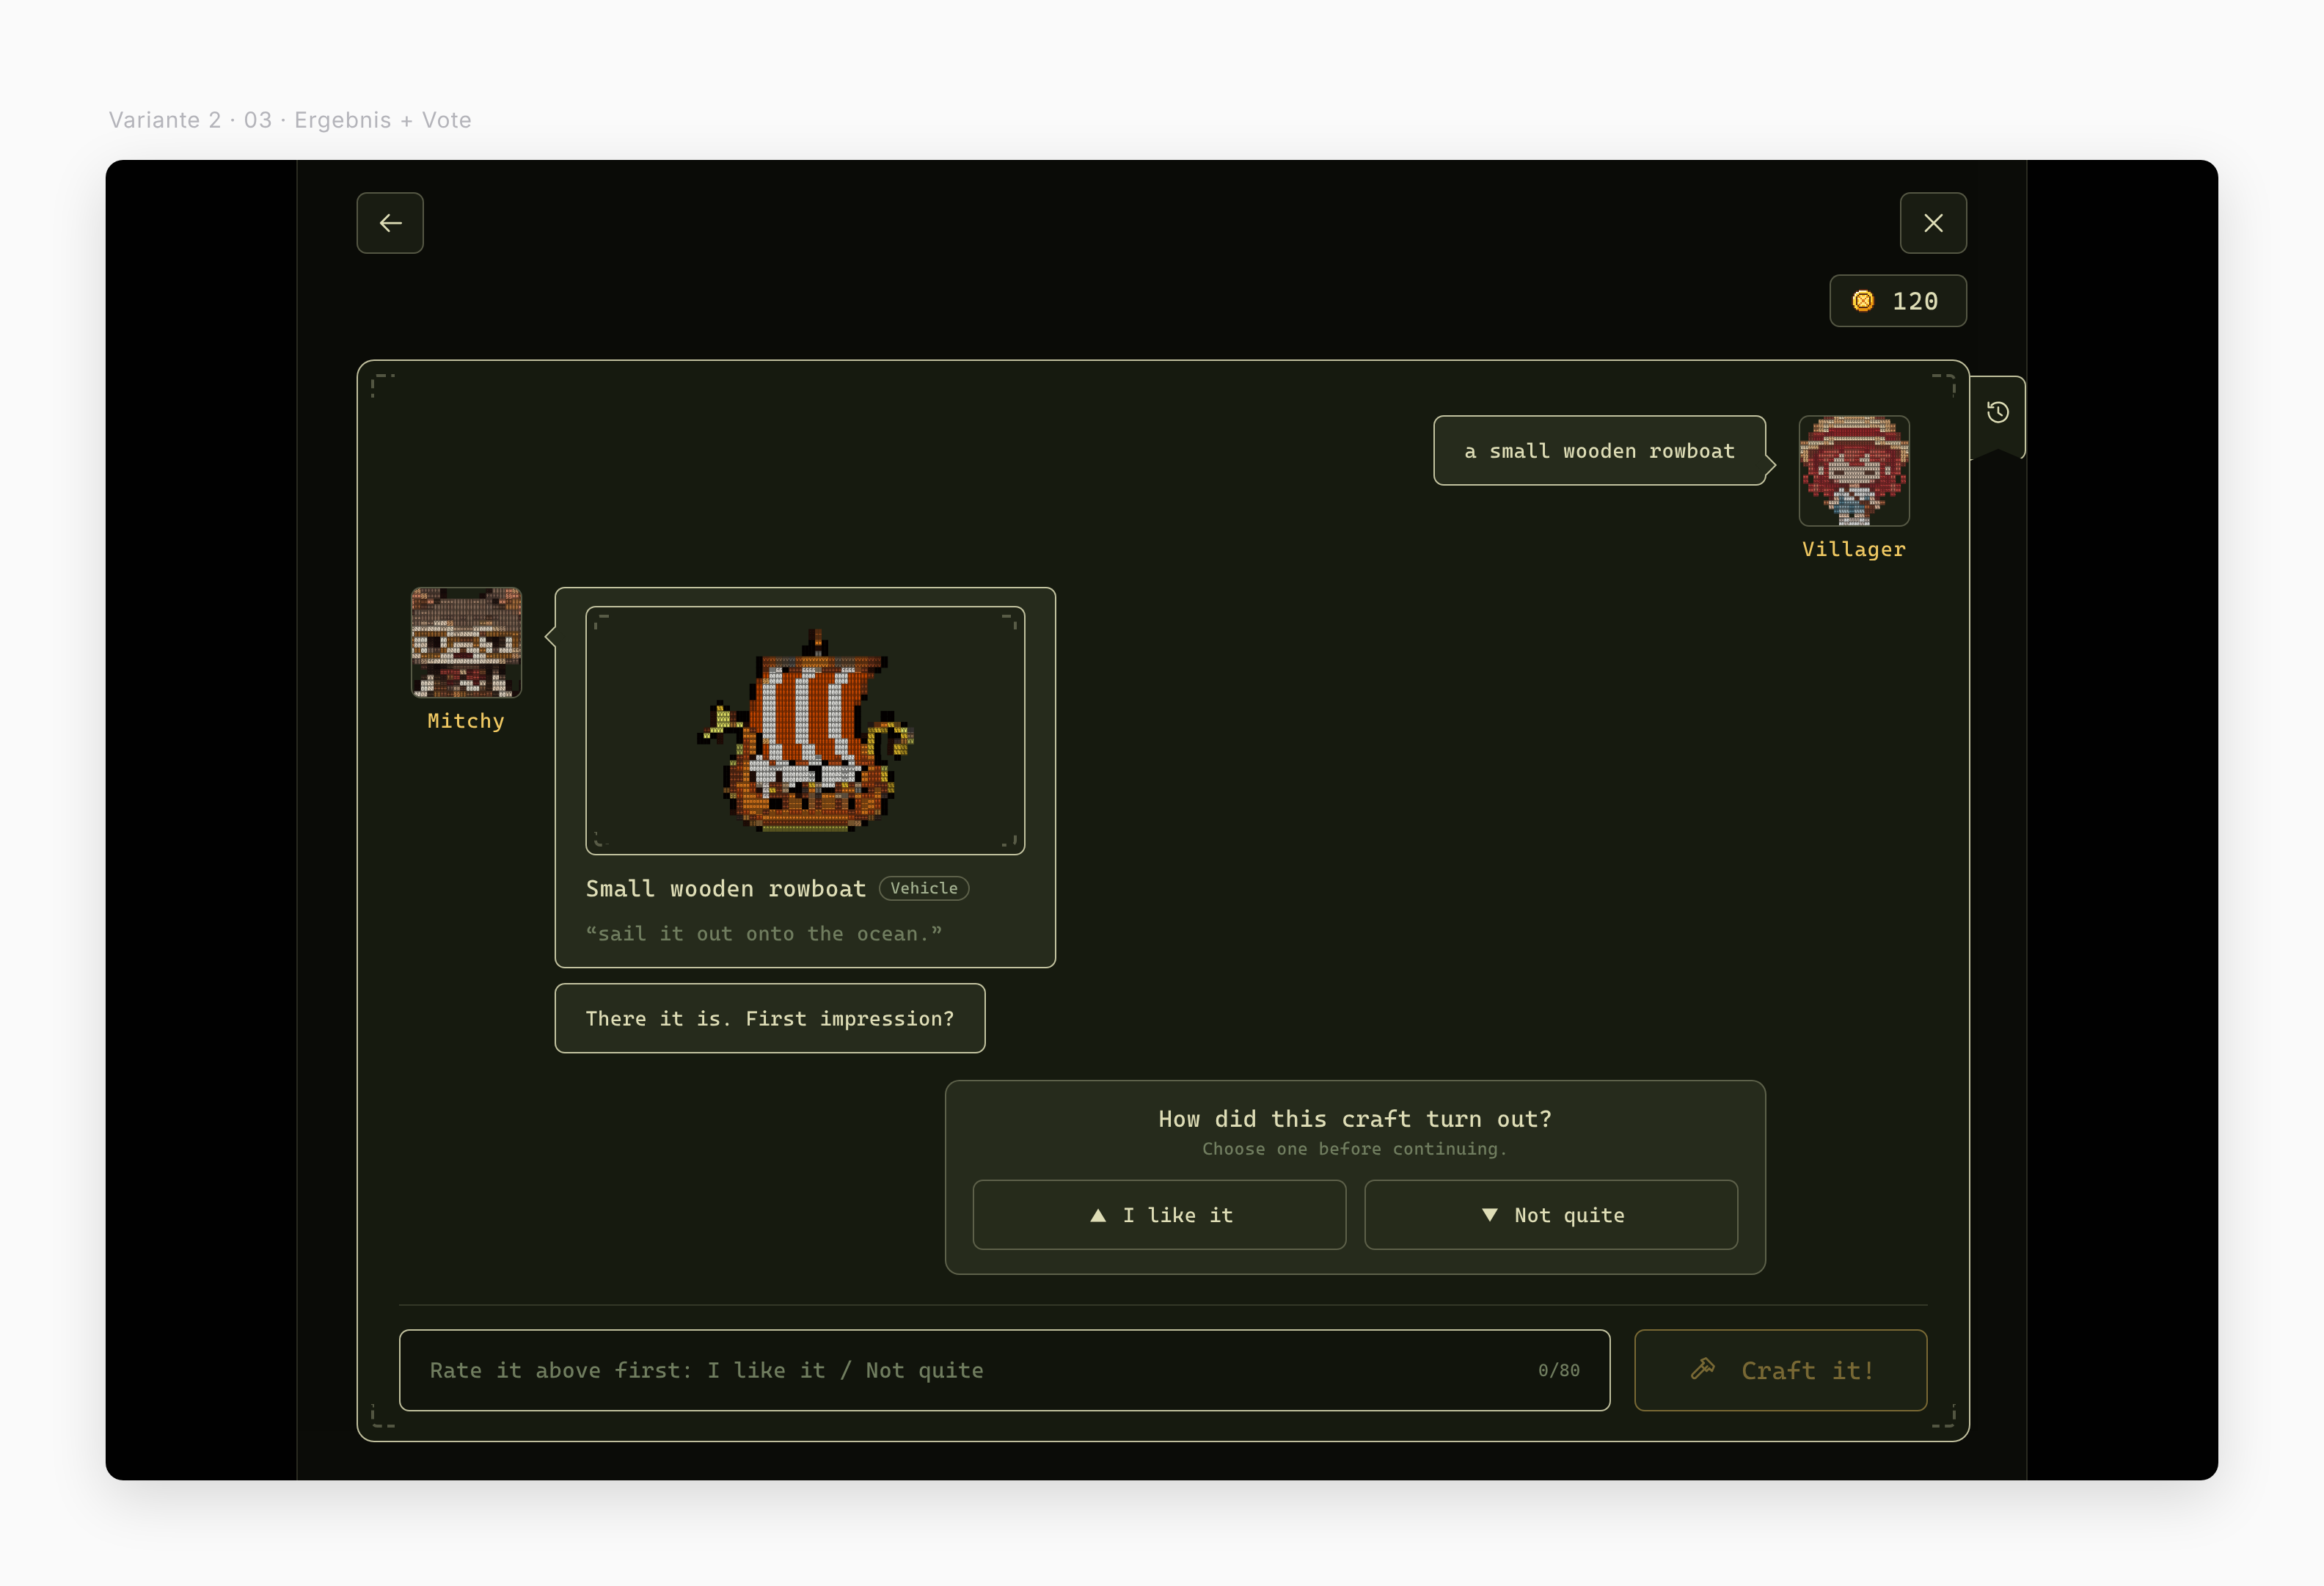 Variante 2 · 03 · Ergebnis + Vote
120
a small wooden rowboat
Villager
Mitchy
Small wooden rowboat
Vehicle
“sail it out onto the ocean.”
There it is. First impression?
How did this craft turn out?
Choose one before continuing.
▲ I like it
▼ Not quite
Rate it above first: I like it / Not quite
0/80
Craft it!